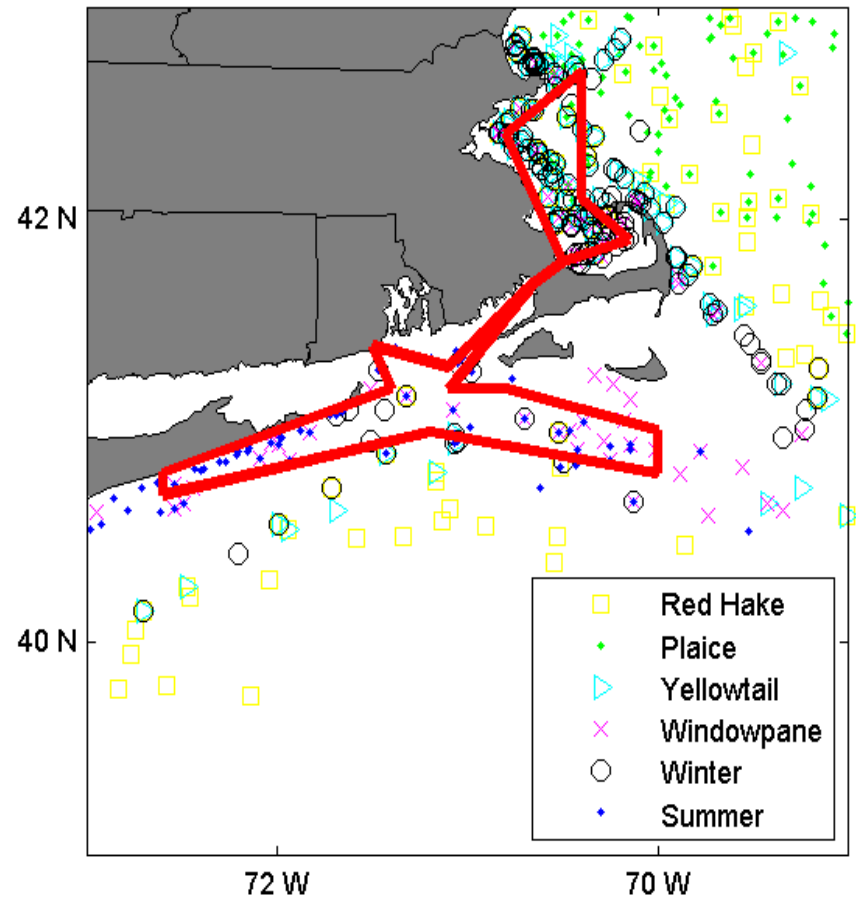 42 N
40 N
72 W
70 W
Red Hake
Plaice
Yellowtail
Windowpane
Winter
Summer